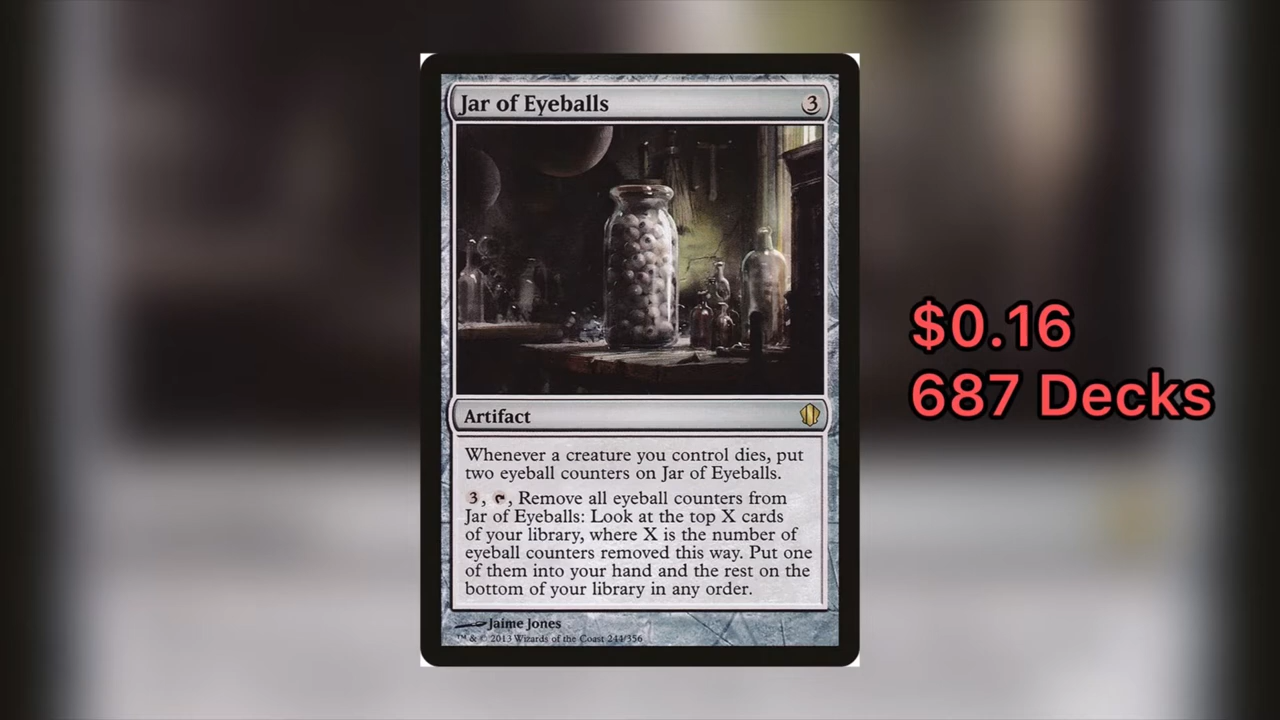 Jar of Eyeballs 3
Artifact
Whenever a creature you control dies, put
two eyeball counters on Jar of Eyeballs.
3, , Remove all eyeball counters from
Jar of Eyeballs: Look at the top X cards
of your library, where X is the number of
eyeball counters removed this way. Put one
of them into your hand and the rest on the
bottom of your library in any order.
Jaime Jones
™ & © 2013 Wizards of the Coast 244/356
$0.16
687 Decks